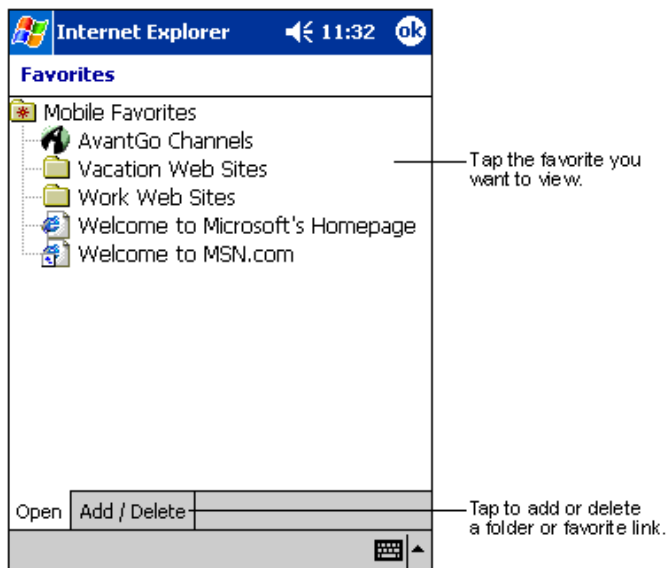 Internet Explorer 11:32 ok
Favorites
Mobile Favorites
AvantGo Channels
Vacation Web Sites
Work Web Sites
Welcome to Microsoft's Homepage
Welcome to MSN.com
Tap the favorite you
want to view.
Open Add / Delete
Tap to add or delete
a folder or favorite link.